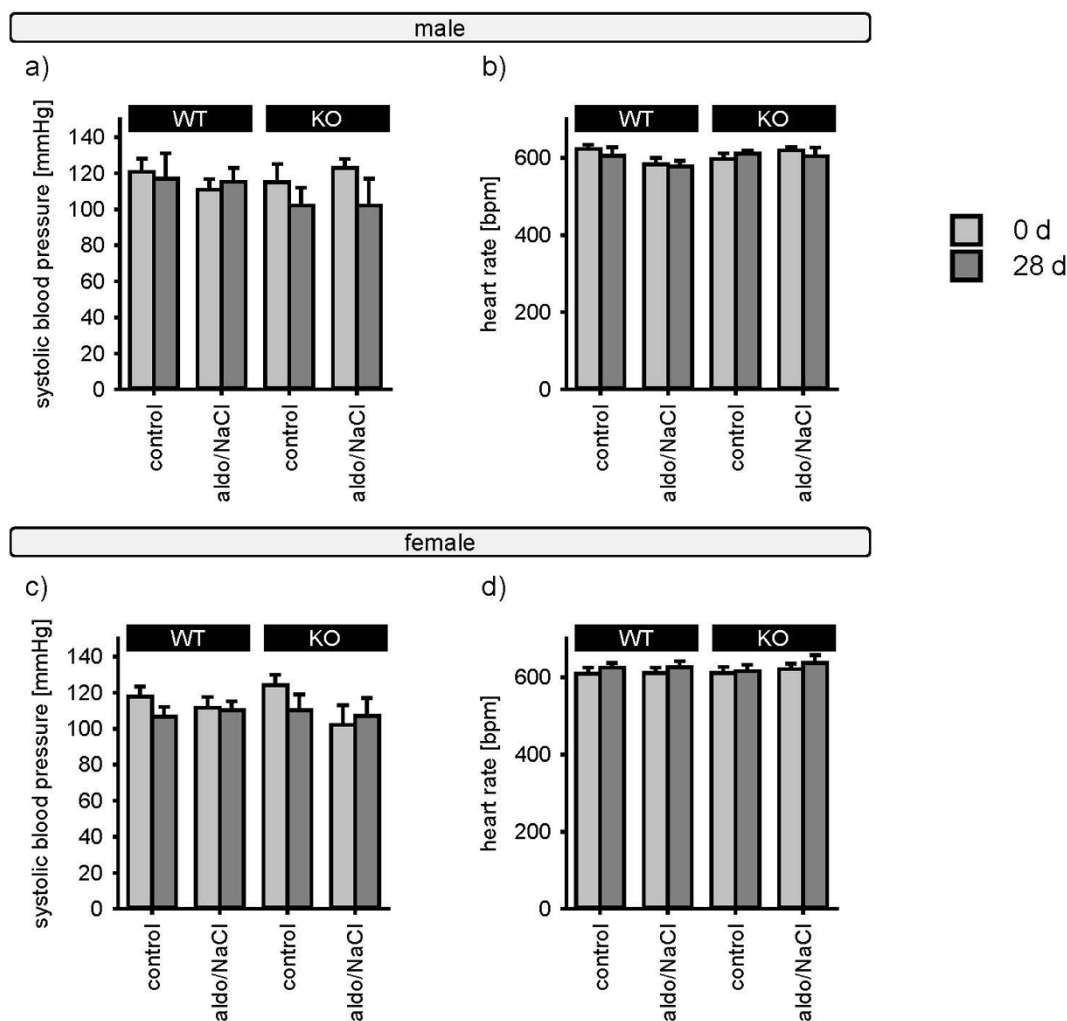 male
a)
b)
WT KO
WT KO
systolic blood pressure [mmHg]
140
120
100
80
60
40
20
0
control
aldo/NaCl
control
aldo/NaCl
heart rate [bpm]
600
400
200
0
control
aldo/NaCl
control
aldo/NaCl
0 d
28 d
female
c)
d)
WT KO
WT KO
systolic blood pressure [mmHg]
140
120
100
80
60
40
20
0
control
aldo/NaCl
control
aldo/NaCl
heart rate [bpm]
600
400
200
0
control
aldo/NaCl
control
aldo/NaCl